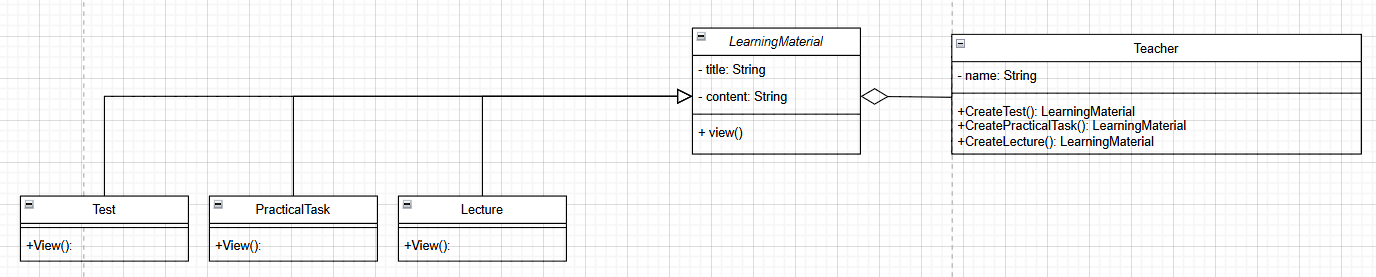 LearningMaterial
- title: String
- content: String
+ view()
Teacher
- name: String
+CreateTest(): LearningMaterial
+CreatePracticalTask(): LearningMaterial
+CreateLecture(): LearningMaterial
Test
+View():
PracticalTask
+View():
Lecture
+View():